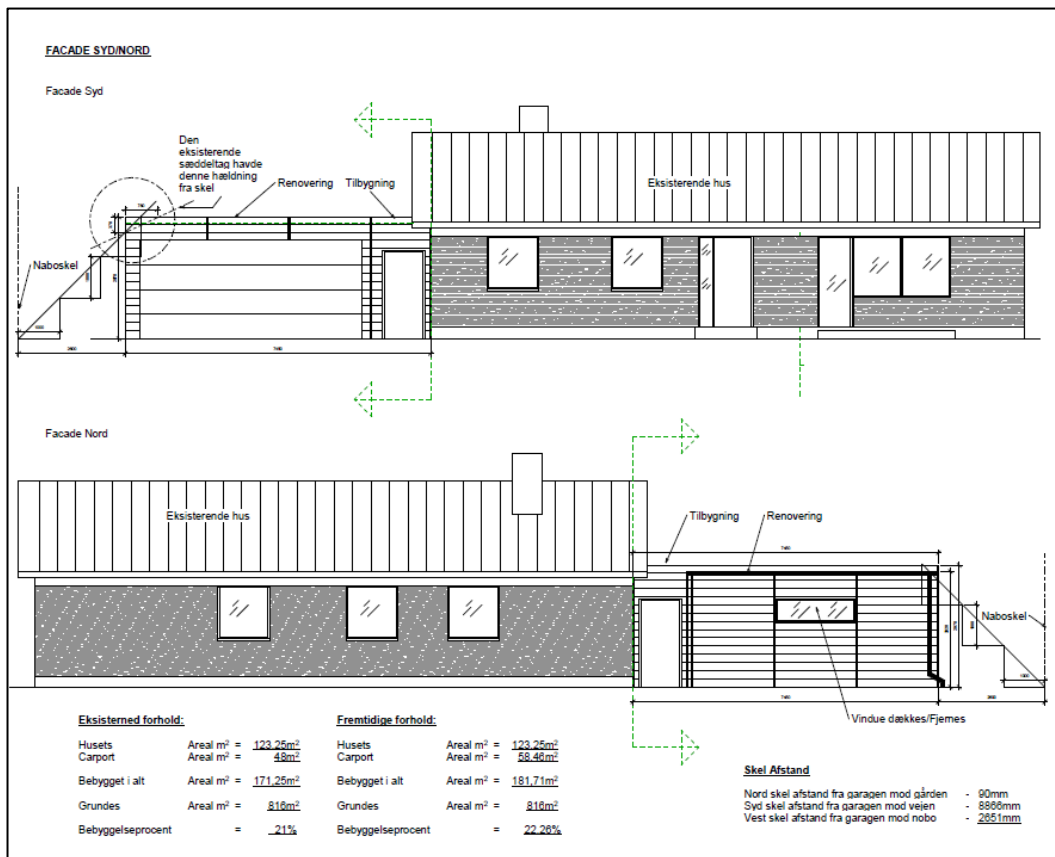 FACADE SYD/NORD
Facade Syd
Den
eksisterende
sæddeltag havde
denne hældning
fra skel
Renovering
Tilbygning
Eksisterende hus
Naboskel
Facade Nord
Eksisterende hus
Tilbygning
Renovering
Naboskel
Vindue dækkes/Fjernes
Eksisterned forhold:
Husets Areal m² = 123.25m²
Carport Areal m² = 48m²
Bebygget i alt Areal m² = 171,25m²
Grundes Areal m² = 816m²
Bebyggelseprocent = 21%
Fremtidige forhold:
Husets Areal m² = 123.25m²
Carport Areal m² = 58.46m²
Bebygget i alt Areal m² = 181,71m²
Grundes Areal m² = 816m²
Bebyggelseprocent = 22.26%
Skel Afstand
Nord skel afstand fra garagen mod gården - 90mm
Syd skel afstand fra garagen mod vejen - 8866mm
Vest skel afstand fra garagen mod nobo - 2651mm